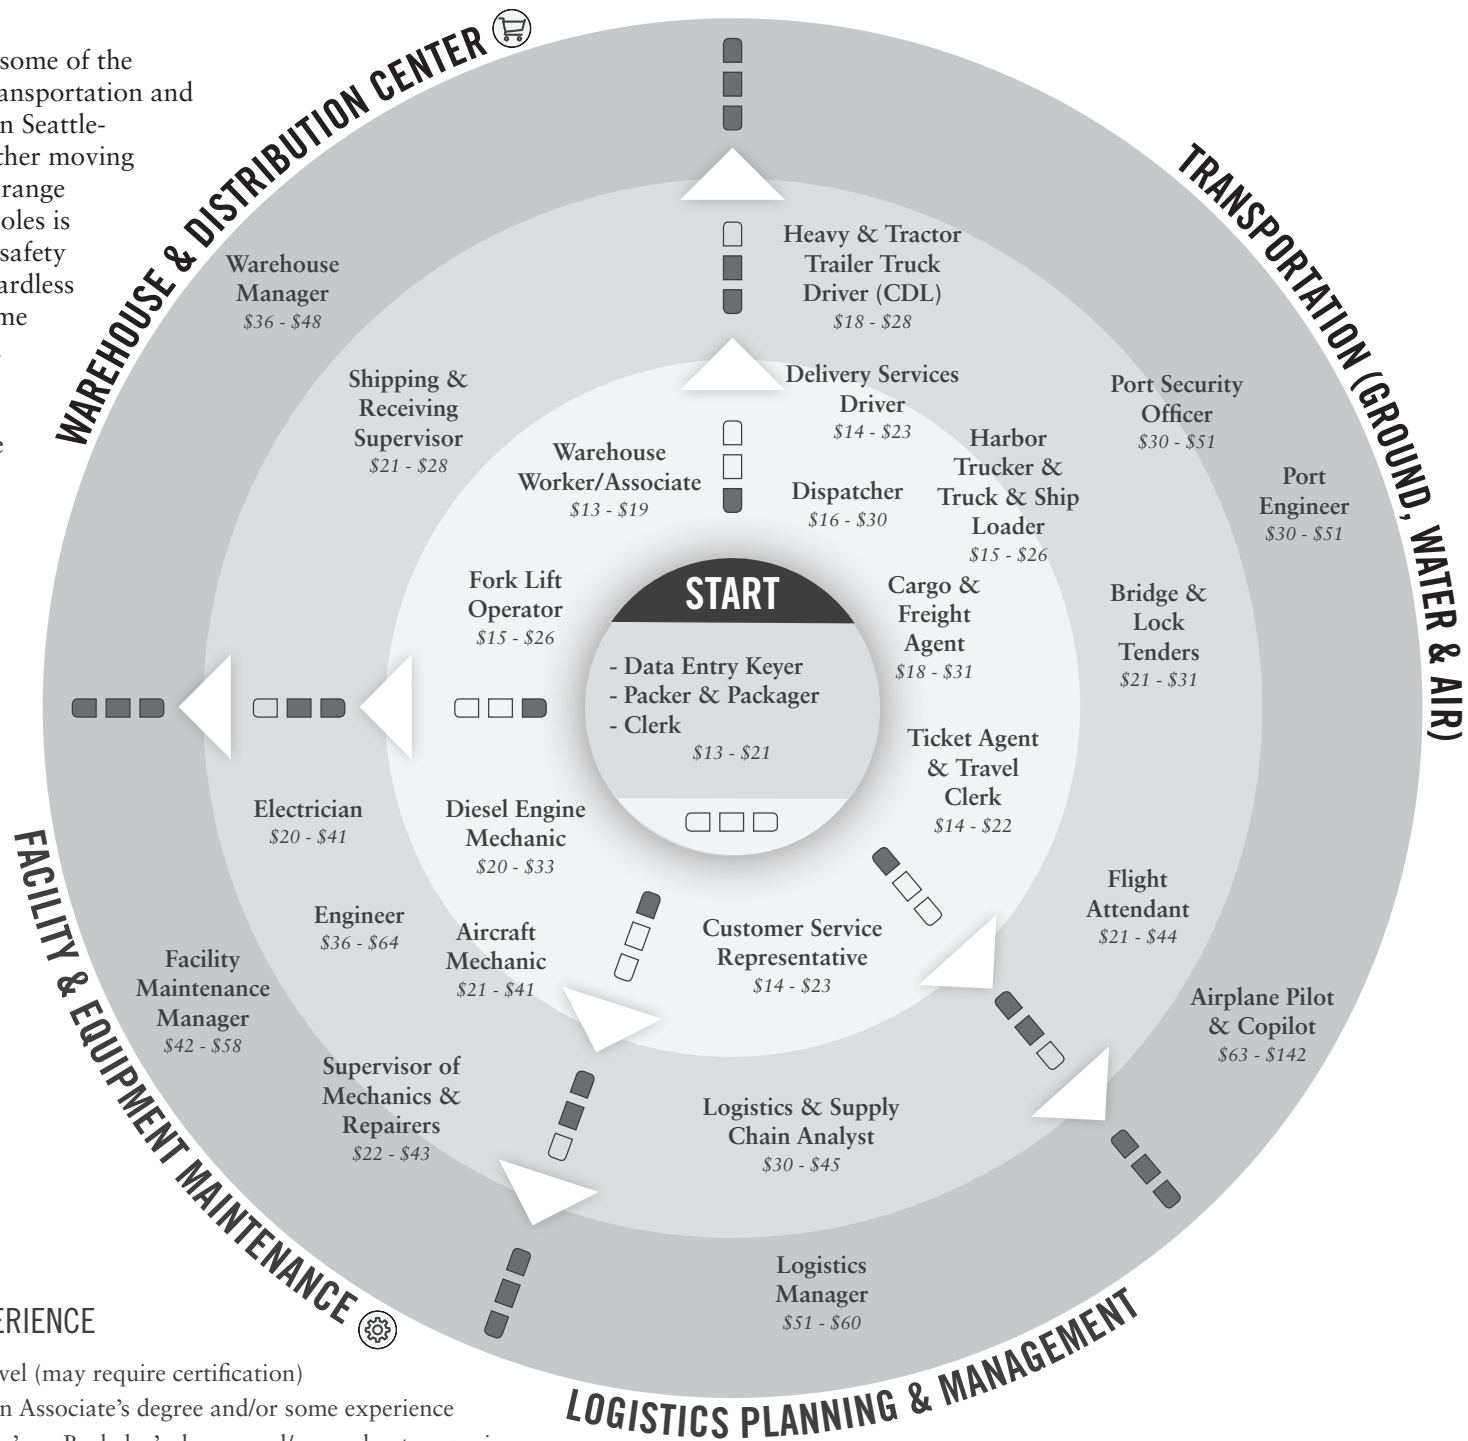 some of the
ansportation and
n Seattle-
ther moving
range
oles is
safety
ardless
me
e
WAREHOUSE & DISTRIBUTION CENTER
TRANSPORTATION (GROUND, WATER & AIR)
Warehouse
Manager
$36 - $48
Shipping &
Receiving
Supervisor
$21 - $28
Warehouse
Worker/Associate
$13 - $19
Fork Lift
Operator
$15 - $26
Heavy & Tractor
Trailer Truck
Driver (CDL)
$18 - $28
Delivery Services
Driver
$14 - $23
Dispatcher
$16 - $30
Harbor
Trucker &
Truck & Ship
Loader
$15 - $26
Port Security
Officer
$30 - $51
Port
Engineer
$30 - $51
Cargo &
Freight
Agent
$18 - $31
Bridge &
Lock
Tenders
$21 - $31
START
- Data Entry Keyer
- Packer & Packager
- Clerk
$13 - $21
Ticket Agent
& Travel
Clerk
$14 - $22
Flight
Attendant
$21 - $44
Airplane Pilot
& Copilot
$63 - $142
Electrician
$20 - $41
Diesel Engine
Mechanic
$20 - $33
Engineer
$36 - $64
Aircraft
Mechanic
$21 - $41
Facility
Maintenance
Manager
$42 - $58
Supervisor of
Mechanics &
Repairers
$22 - $43
Customer Service
Representative
$14 - $23
Logistics & Supply
Chain Analyst
$30 - $45
Logistics
Manager
$51 - $60
FACILITY & EQUIPMENT MAINTENANCE
LOGISTICS PLANNING & MANAGEMENT
ERIENCE
vel (may require certification)
n Associate's degree and/or some experience